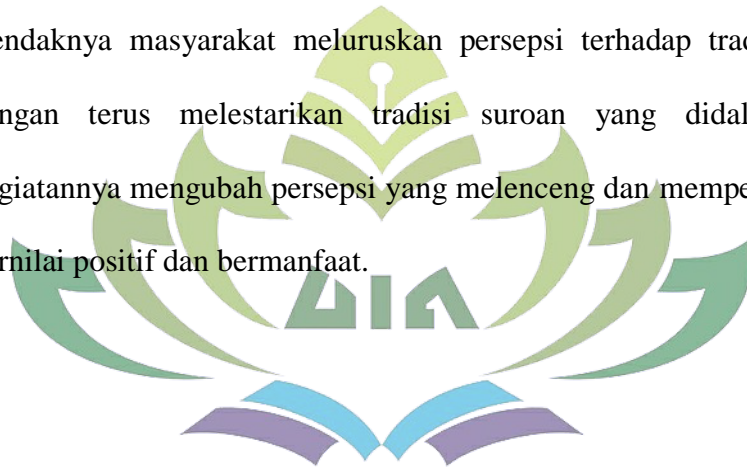 endaknya masyarakat meluruskan persepsi terhadap trad
ngan terus melestarikan tradisi suroan yang didal
giatannya mengubah persepsi yang melenceng dan mempe
rnilai positif dan bermanfaat.
UIN